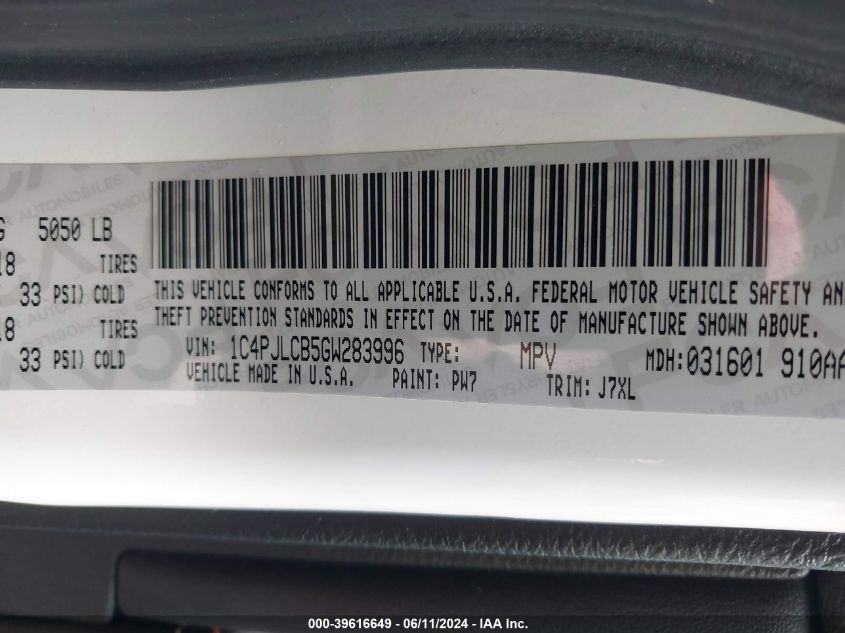 G 5050 LB
18 TIRES
33 PSI) COLD
18 TIRES
33 PSI) COLD
THIS VEHICLE CONFORMS TO ALL APPLICABLE U.S.A. FEDERAL MOTOR VEHICLE SAFETY AN
THEFT PREVENTION STANDARDS IN EFFECT ON THE DATE OF MANUFACTURE SHOWN ABOVE.
VIN: 1C4PJLCB5GW283996 TYPE: MPV MDH:031601 910AA
VEHICLE MADE IN U.S.A. PAINT: PW7 TRIM: J7XL
000-39616649 - 06/11/2024 - IAA Inc.